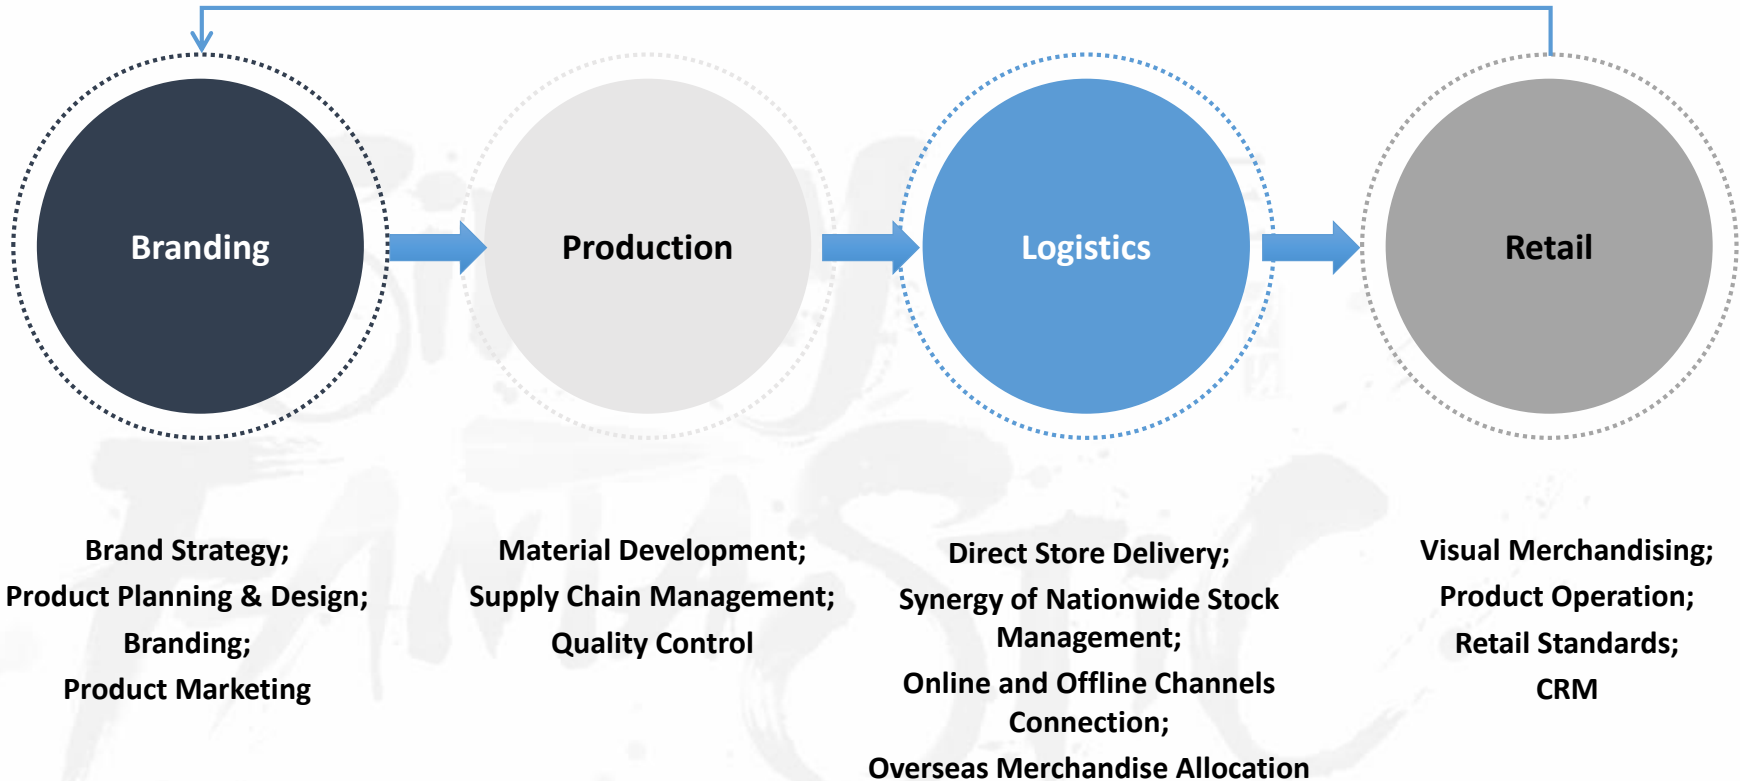 Branding
Production
Logistics
Retail
Brand Strategy;
Product Planning & Design;
Branding;
Product Marketing
Material Development;
Supply Chain Management;
Quality Control
Direct Store Delivery;
Synergy of Nationwide Stock
Management;
Online and Offline Channels
Connection;
Overseas Merchandise Allocation
Visual Merchandising;
Product Operation;
Retail Standards;
CRM
FANTASTiC